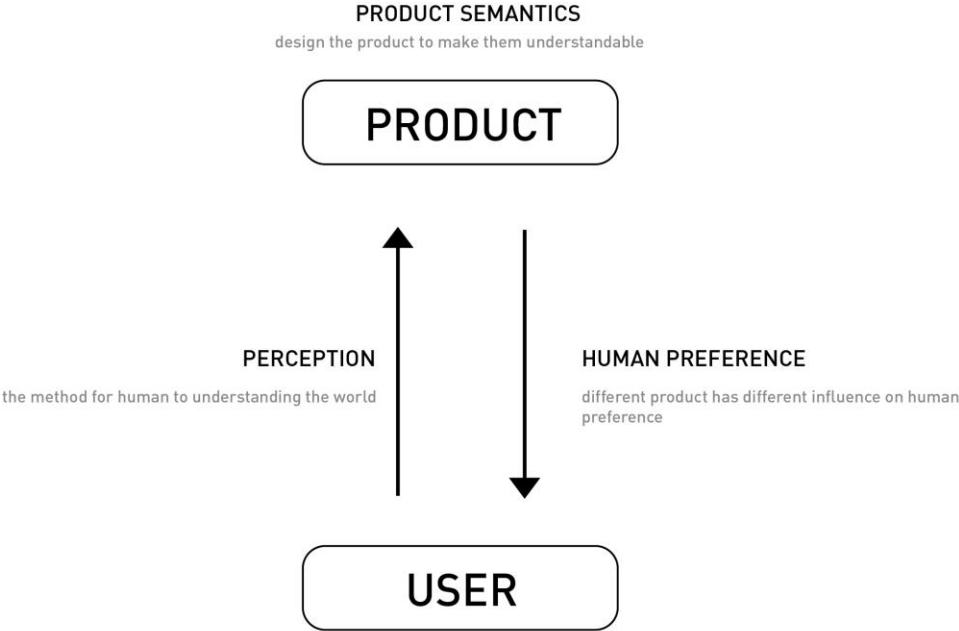 PRODUCT SEMANTICS
design the product to make them understandable
PRODUCT
PERCEPTION
the method for human to understanding the world
HUMAN PREFERENCE
different product has different influence on human
preference
USER